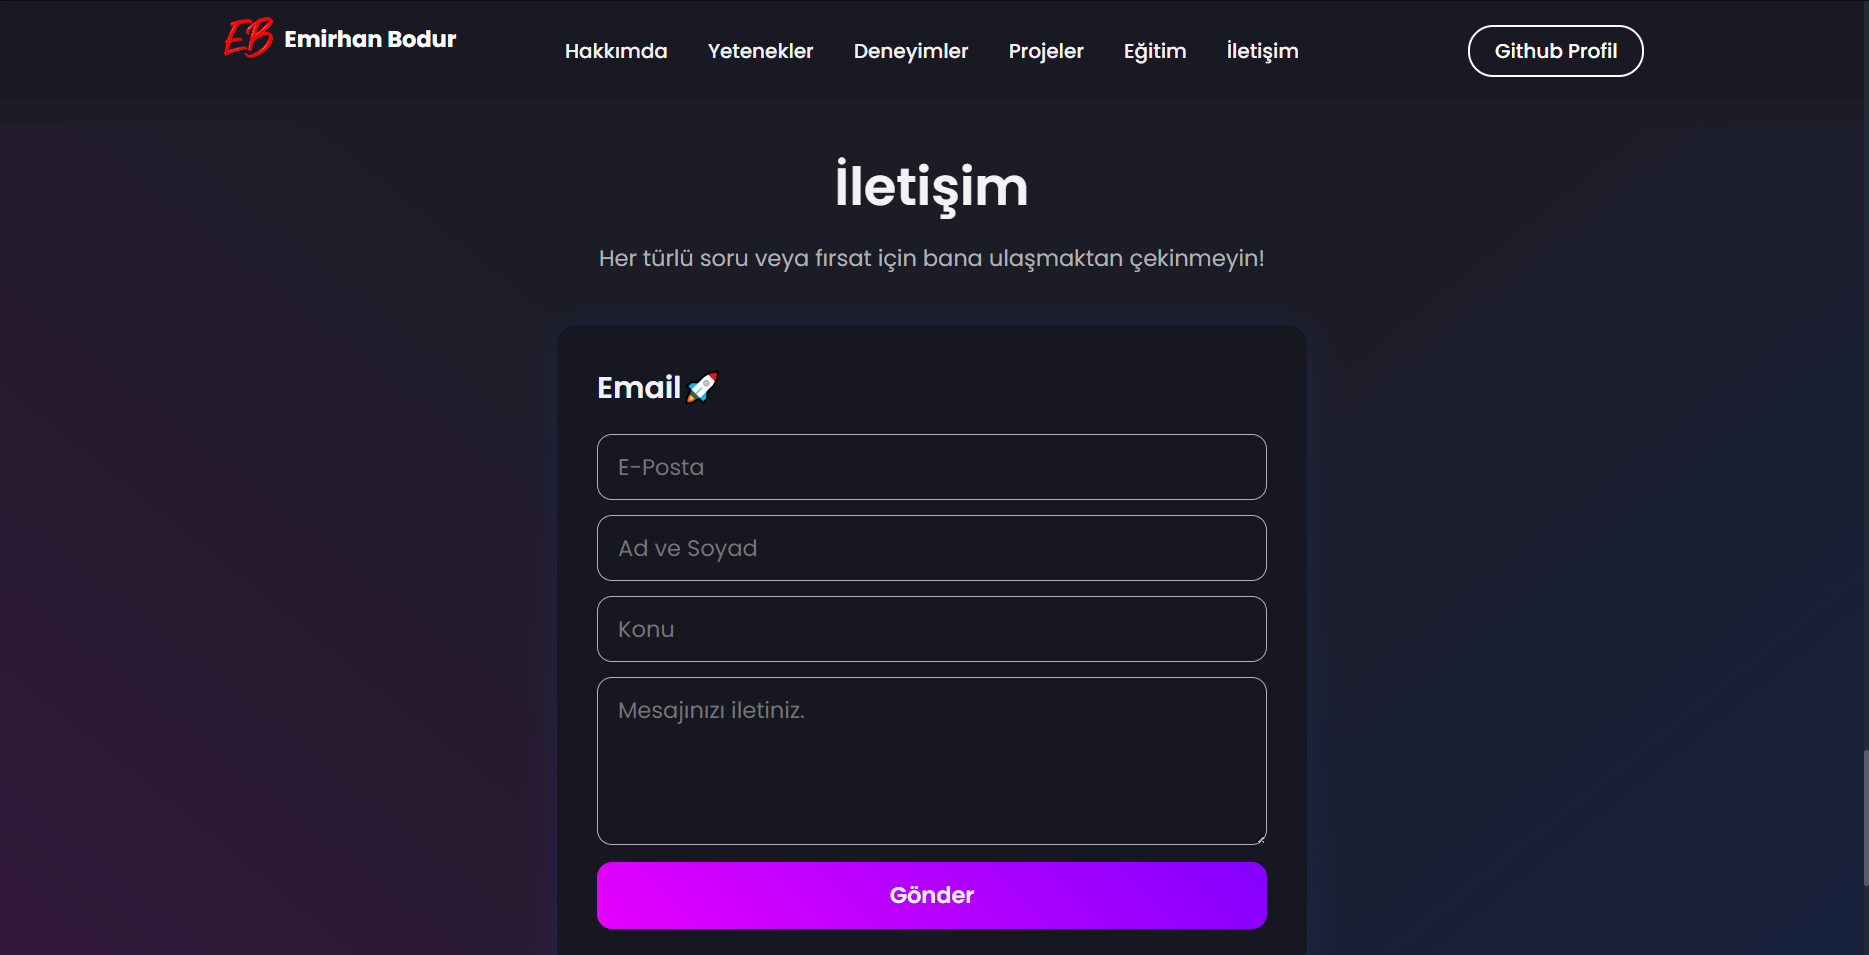 EB Emirhan Bodur
Hakkımda Yetenekler Deneyimler Projeler Eğitim İletişim
Github Profil
İletişim
Her türlü soru veya fırsat için bana ulaşmaktan çekinmeyin!
Email 🚀
E-Posta
Ad ve Soyad
Konu
Mesajınızı iletiniz.
Gönder